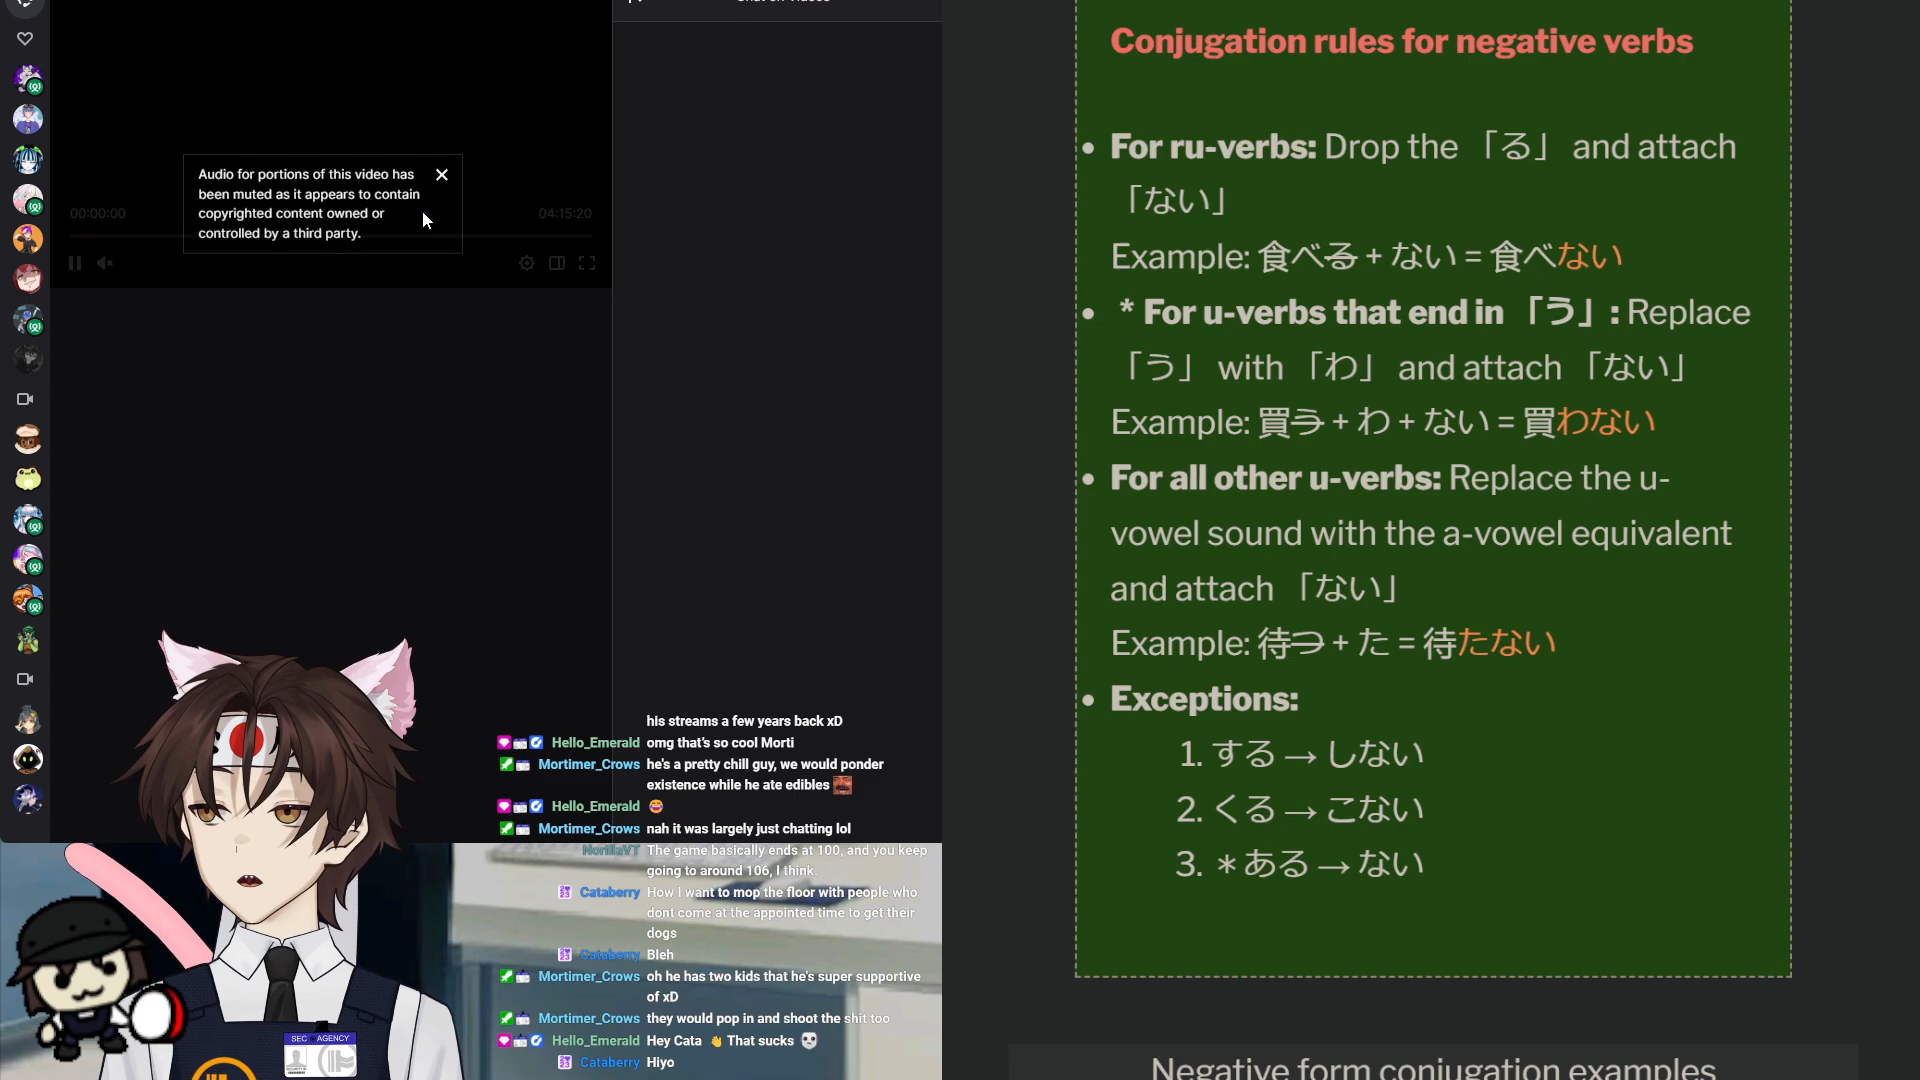 Audio for portions of this video has
been muted as it appears to contain
copyrighted content owned or
controlled by a third party.
00:00:00
04:15:20
his streams a few years back xD
Hello_Emerald omg that's so cool Morti
Mortimer_Crows he's a pretty chill guy, we would ponder
existence while he ate edibles
Hello_Emerald
Mortimer_Crows nah it was largely just chatting lol
NorillaVT The game basically ends at 100, and you keep
going to around 106, I think.
Cataberry How I want to mop the floor with people who
dont come at the appointed time to get their
dogs
Cataberry Bleh
Mortimer_Crows oh he has two kids that he's super supportive
of xD
Mortimer_Crows they would pop in and shoot the shit too
Hello_Emerald Hey Cata 👋 That sucks
Cataberry Hiyo
SEC AGENCY
Conjugation rules for negative verbs
• For ru-verbs: Drop the 「る」 and attach
「ない」
Example: 食べる + ない = 食べない
• * For u-verbs that end in 「う」: Replace
「う」 with 「わ」 and attach 「ない」
Example: 買う + わ + ない = 買わない
• For all other u-verbs: Replace the u-
vowel sound with the a-vowel equivalent
and attach 「ない」
Example: 待つ + た = 待たない
• Exceptions:
1. する → しない
2. くる → こない
3. ＊ある → ない
Negative form conjugation examples